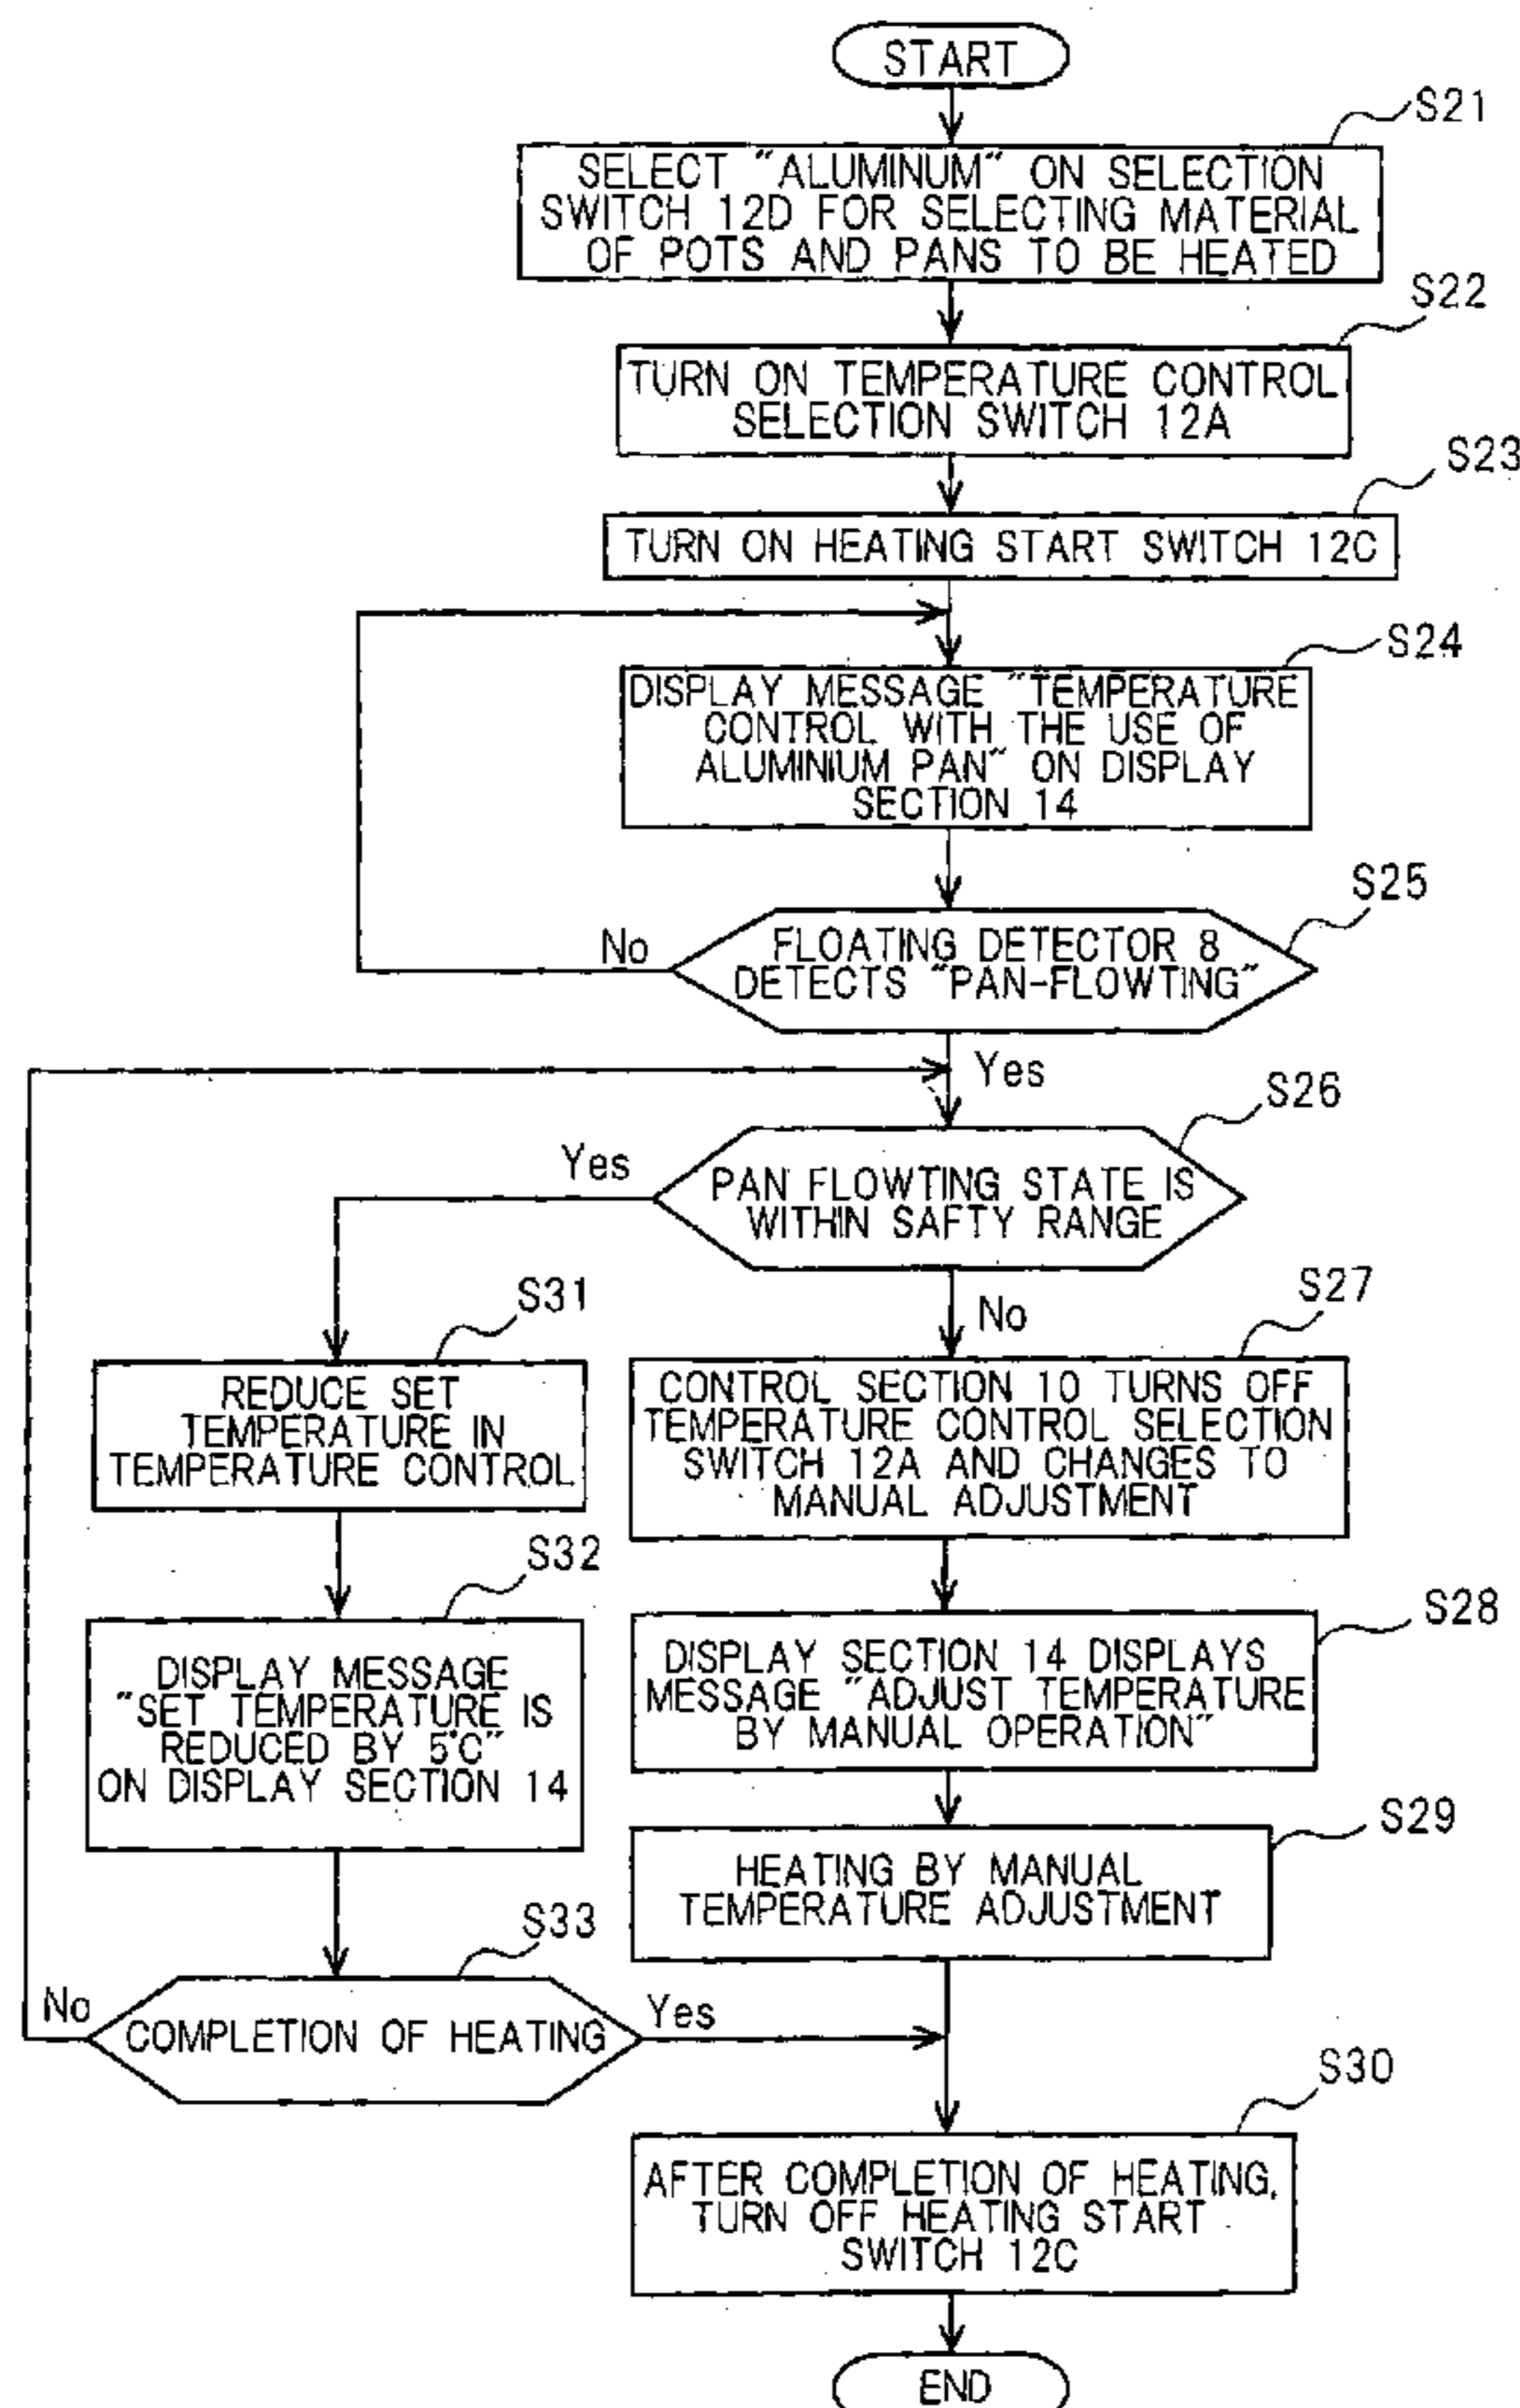 START
S21
SELECT "ALUMINUM" ON SELECTION
SWITCH 12D FOR SELECTING MATERIAL
OF POTS AND PANS TO BE HEATED
S22
TURN ON TEMPERATURE CONTROL
SELECTION SWITCH 12A
S23
TURN ON HEATING START SWITCH 12C
S24
DISPLAY MESSAGE "TEMPERATURE
CONTROL WITH THE USE OF
ALUMINIUM PAN" ON DISPLAY
SECTION 14
S25
No
FLOATING DETECTOR 8
DETECTS "PAN-FLOWTING"
Yes
S26
Yes
PAN FLOWTING STATE IS
WITHIN SAFTY RANGE
No
S31
REDUCE SET
TEMPERATURE IN
TEMPERATURE CONTROL
S27
CONTROL SECTION 10 TURNS OFF
TEMPERATURE CONTROL SELECTION
SWITCH 12A AND CHANGES TO
MANUAL ADJUSTMENT
S32
DISPLAY MESSAGE
"SET TEMPERATURE IS
REDUCED BY 5°C"
ON DISPLAY SECTION 14
S28
DISPLAY SECTION 14 DISPLAYS
MESSAGE "ADJUST TEMPERATURE
BY MANUAL OPERATION"
S29
HEATING BY MANUAL
TEMPERATURE ADJUSTMENT
S33
No
COMPLETION OF HEATING
Yes
S30
AFTER COMPLETION OF HEATING,
TURN OFF HEATING START
SWITCH 12C
END